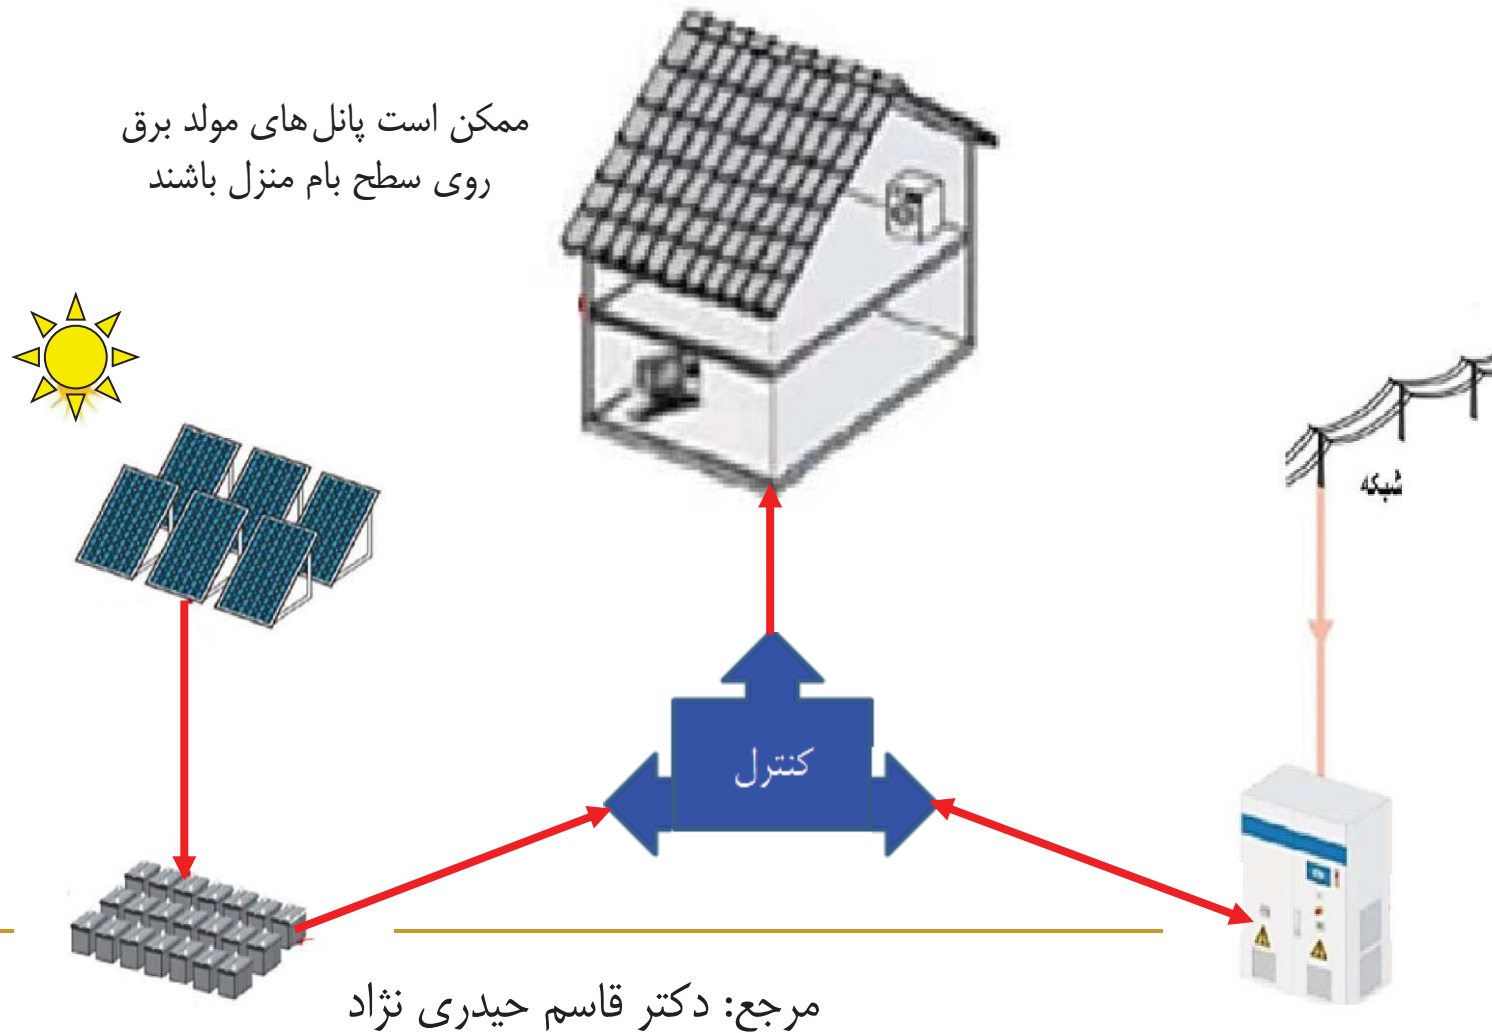 ممکن است پانل های مولد برق
روی سطح بام منزل باشند
شبکه
کنترل
مرجع: دکتر قاسم حیدری نژاد